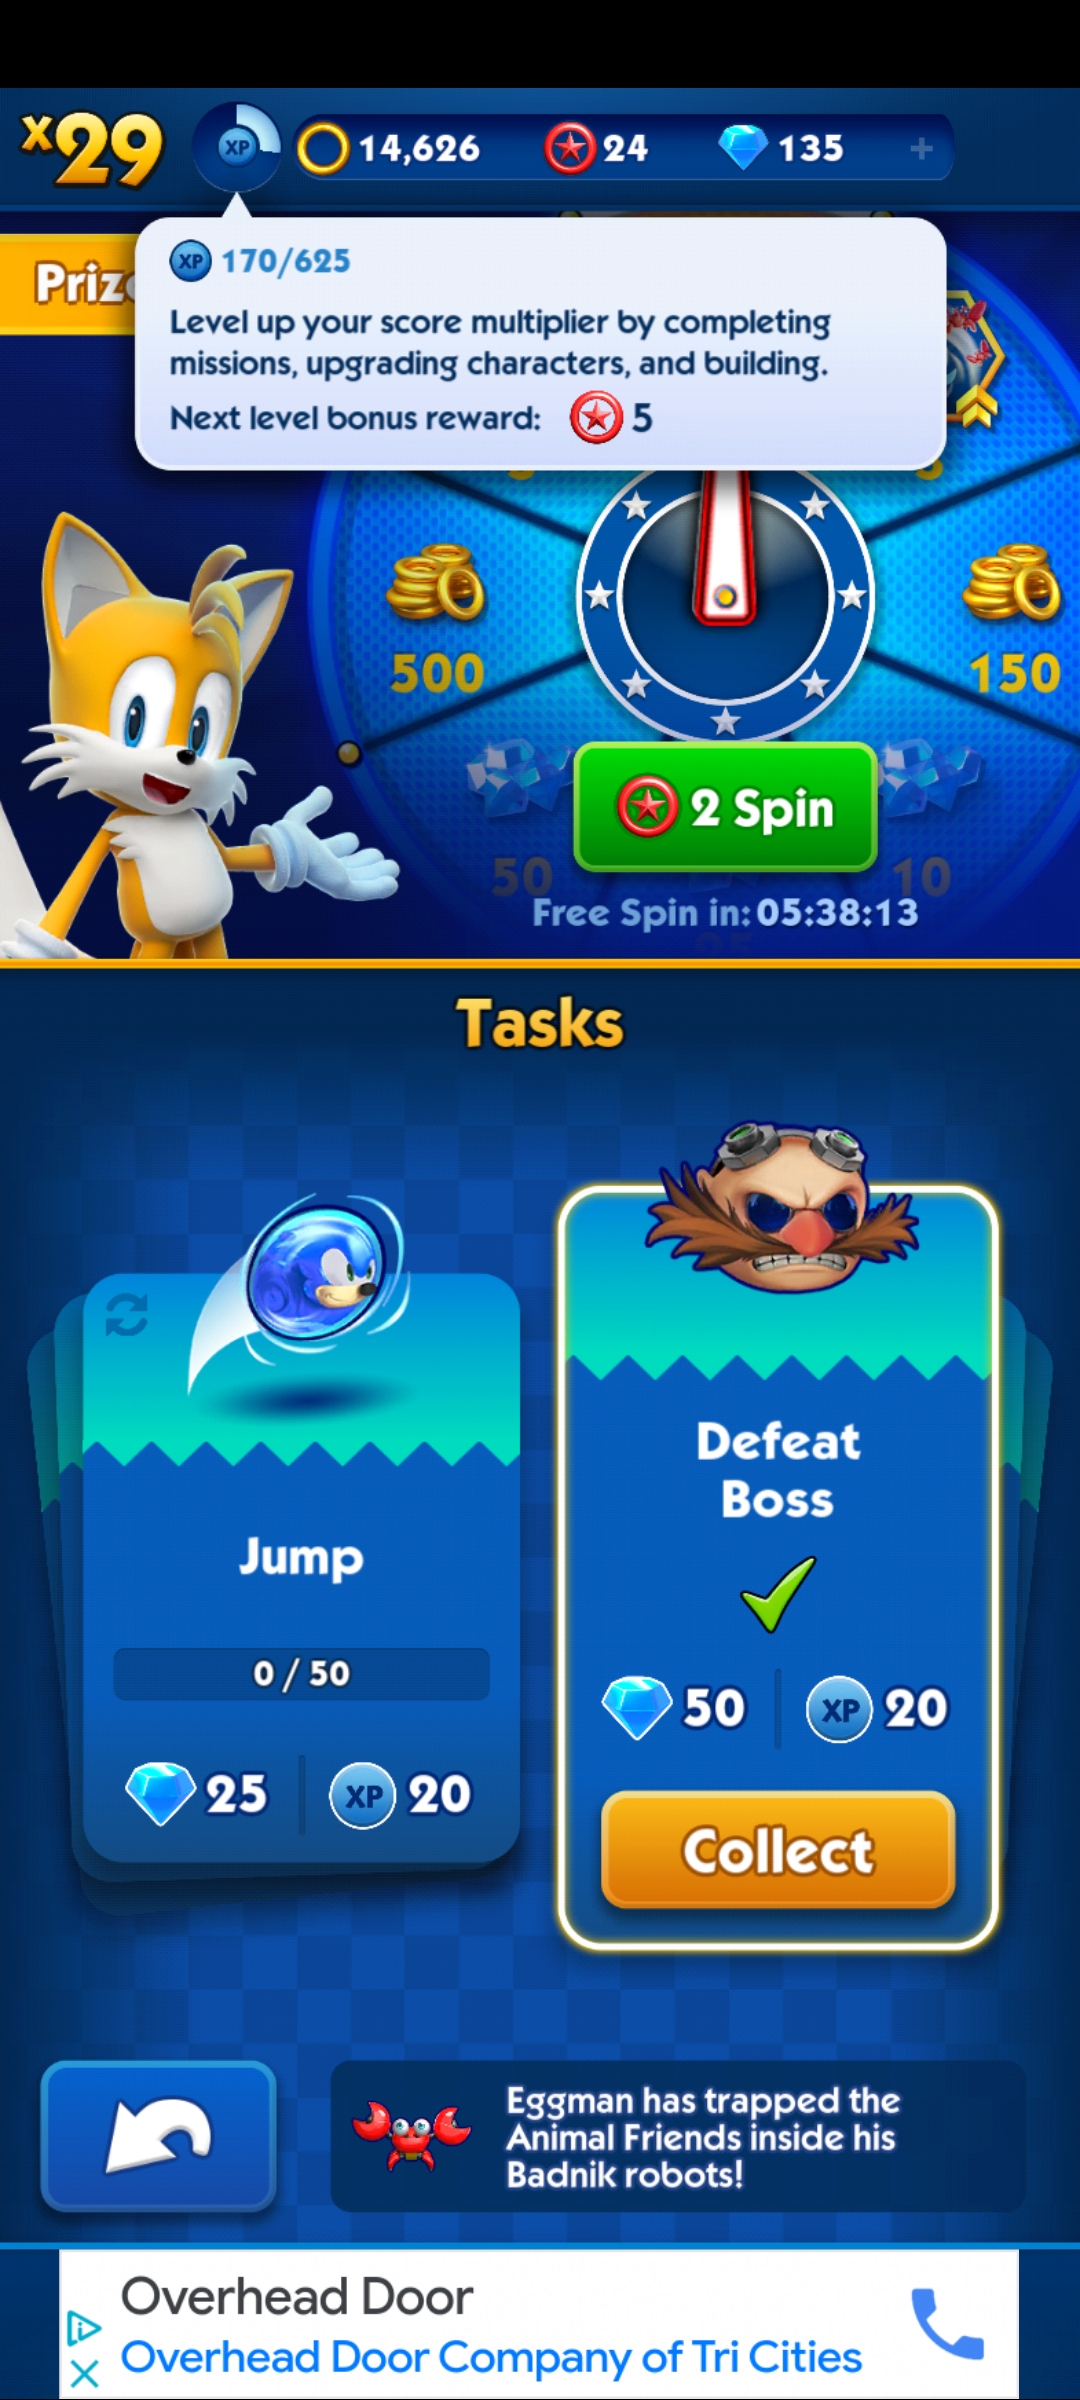 x29
XP
14,626
24
135
+
Prize
XP 170/625
Level up your score multiplier by completing
missions, upgrading characters, and building.
Next level bonus reward: 5
500
150
2 Spin
50
10
Free Spin in: 05:38:13
25
Tasks
Jump
0 / 50
25
XP 20
Defeat
Boss
50
XP 20
Collect
Eggman has trapped the
Animal Friends inside his
Badnik robots!
Overhead Door
Overhead Door Company of Tri Cities